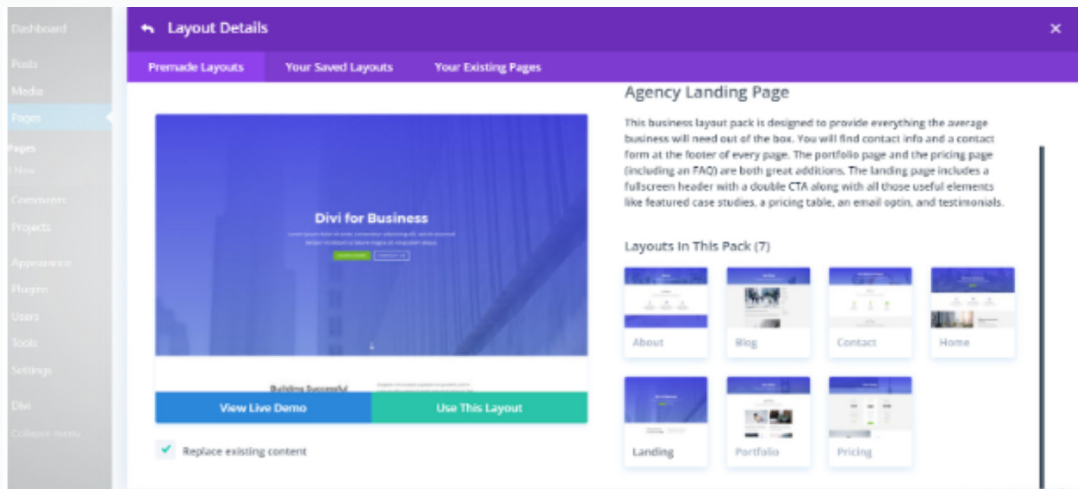 Dashboard
Posts
Media
Pages
Pages
New
Comments
Projects
Appearance
Plugins
Users
Tools
Settings
Divi
Collapse menu
Layout Details
Premade Layouts
Your Saved Layouts
Your Existing Pages
Divi for Business
Building Successful
View Live Demo
Use This Layout
Replace existing content
Agency Landing Page
This business layout pack is designed to provide everything the average
business will need out of the box. You will find contact info and a contact
form at the footer of every page. The portfolio page and the pricing page
(including an FAQ) are both great additions. The landing page includes a
fullscreen header with a double CTA along with all those useful elements
like featured case studies, a pricing table, an email optin, and testimonials.
Layouts In This Pack (7)
About
Blog
Contact
Home
Landing
Portfolio
Pricing